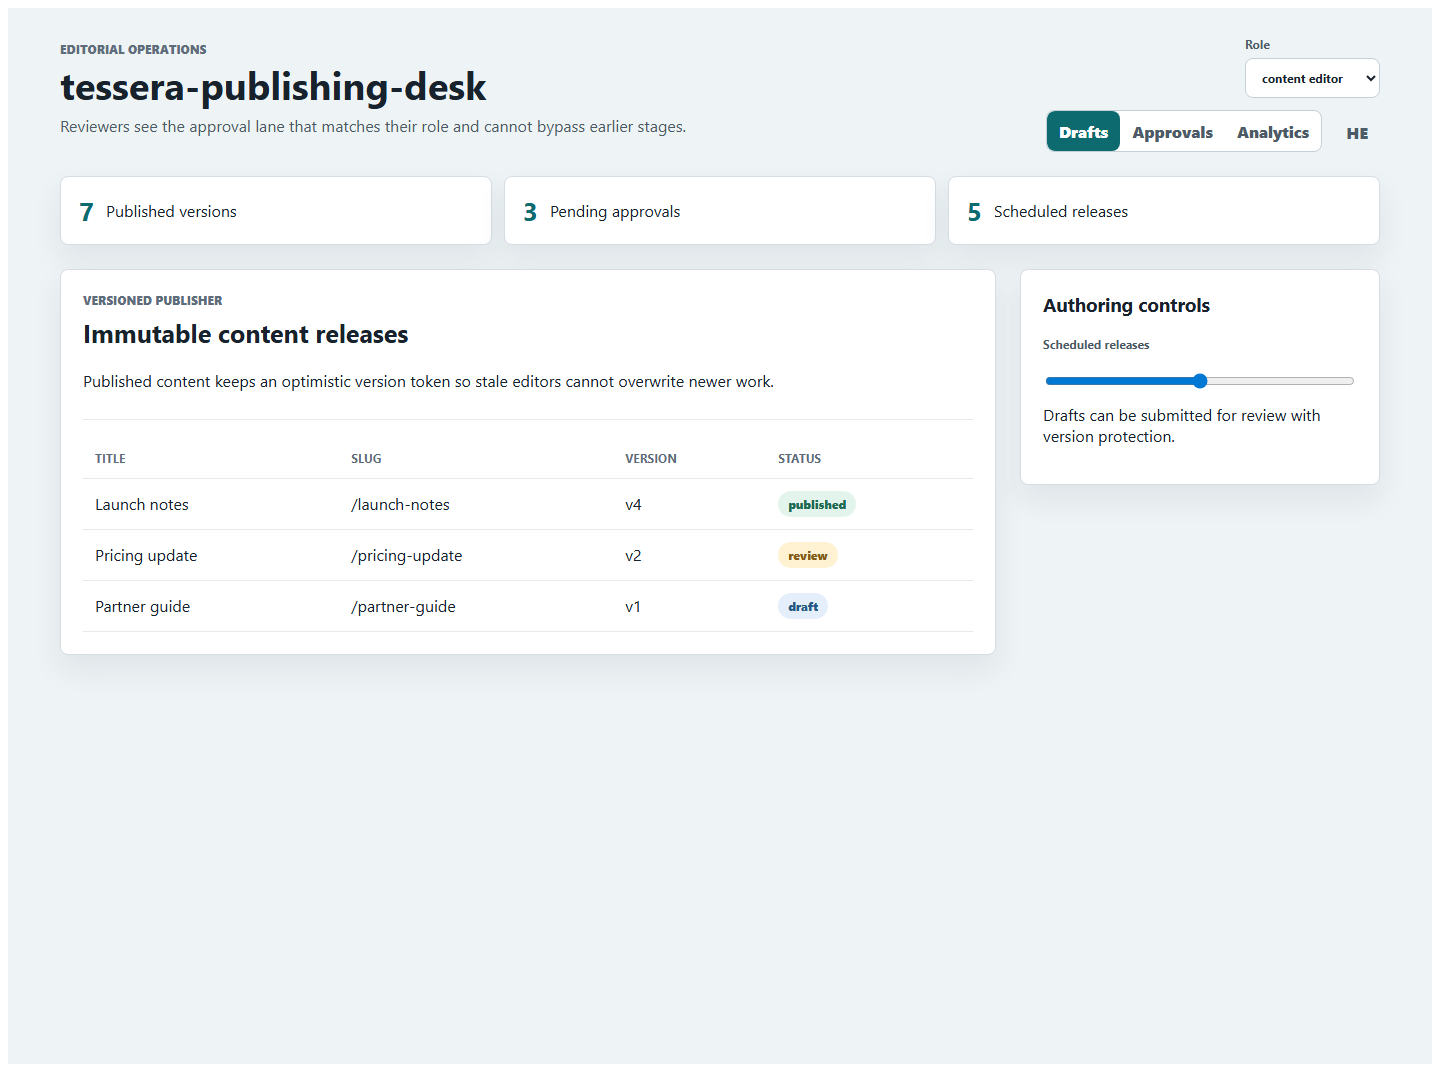 EDITORIAL OPERATIONS
tessera-publishing-desk
Reviewers see the approval lane that matches their role and cannot bypass earlier stages.
Role
content editor
Drafts Approvals Analytics HE
7 Published versions
3 Pending approvals
5 Scheduled releases
VERSIONED PUBLISHER
Immutable content releases
Published content keeps an optimistic version token so stale editors cannot overwrite newer work.
TITLE SLUG VERSION STATUS
Launch notes /launch-notes v4 published
Pricing update /pricing-update v2 review
Partner guide /partner-guide v1 draft
Authoring controls
Scheduled releases
Drafts can be submitted for review with
version protection.